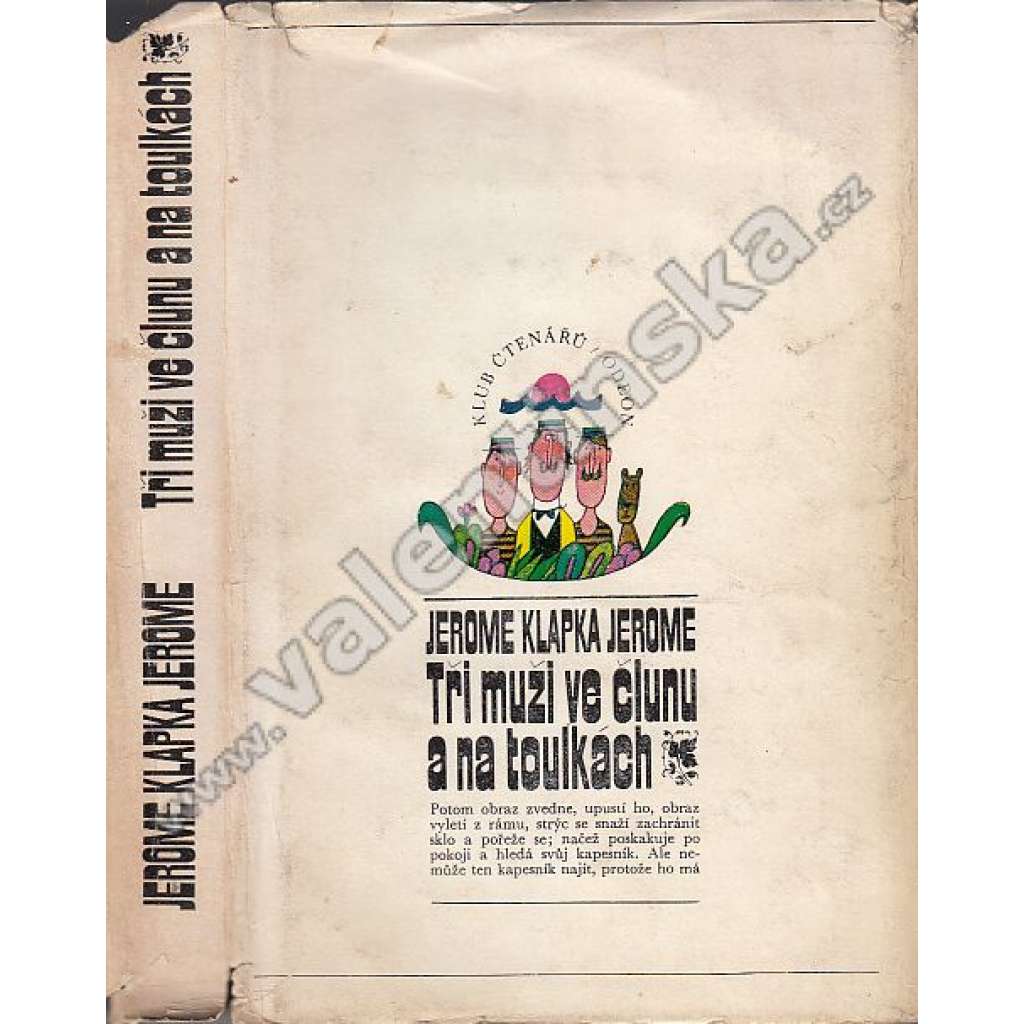 Tři muži ve člunu a na toulkách
JEROME KLAPKA JEROME
KLUB ČTENÁŘŮ / ODEON
JEROME KLAPKA JEROME
Tři muži ve člunu
a na toulkách
Potom obraz zvedne, upustí ho, obraz
vyletí z rámu, strýc se snaží zachránit
sklo a pořeže se; načež poskakuje po
pokoji a hledá svůj kapesník. Ale ne-
může ten kapesník najít, protože ho má
www.valentinska.cz